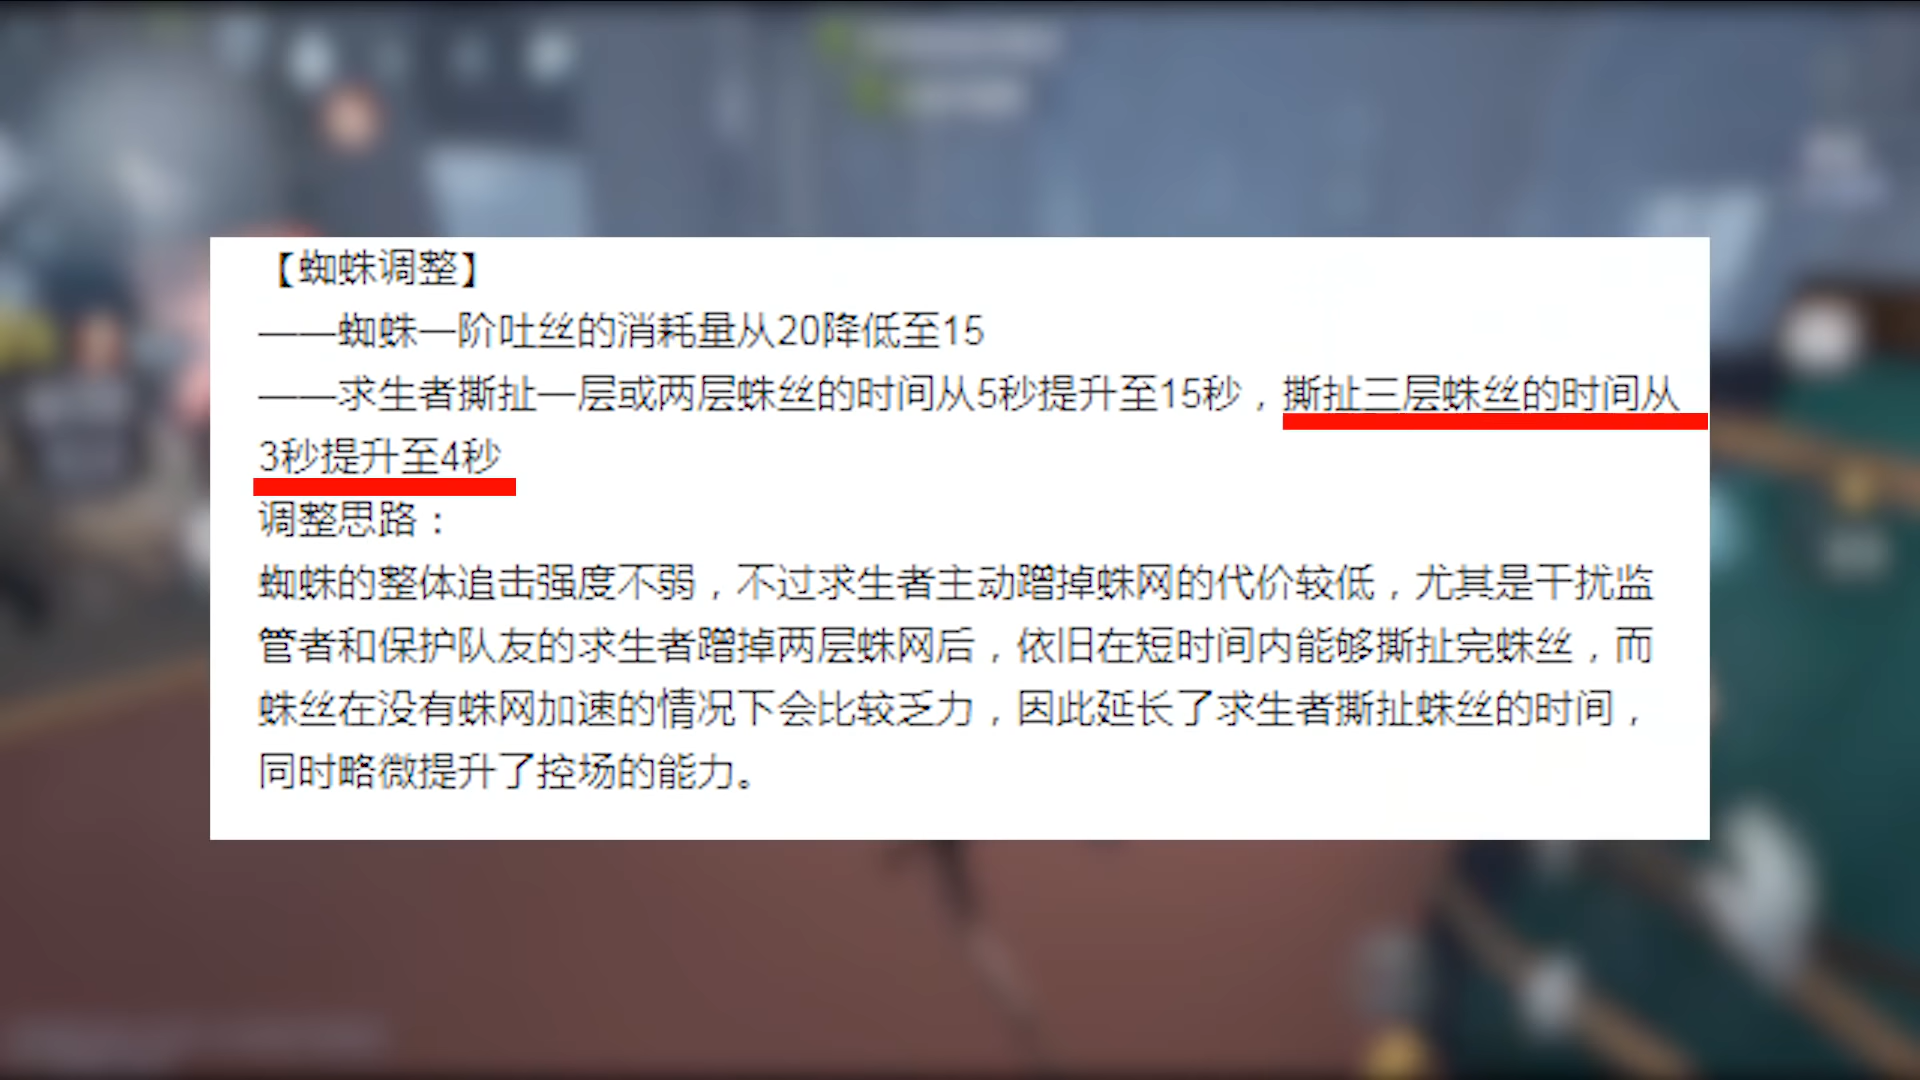 【蜘蛛调整】
——蜘蛛一阶吐丝的消耗量从20降低至15
——求生者撕扯一层或两层蛛丝的时间从5秒提升至15秒，撕扯三层蛛丝的时间从
3秒提升至4秒
调整思路：
蜘蛛的整体追击强度不弱，不过求生者主动蹭掉蛛网的代价较低，尤其是干扰监
管者和保护队友的求生者蹭掉两层蛛网后，依旧在短时间内能够撕扯完蛛丝，而
蛛丝在没有蛛网加速的情况下会比较乏力，因此延长了求生者撕扯蛛丝的时间，
同时略微提升了控场的能力。